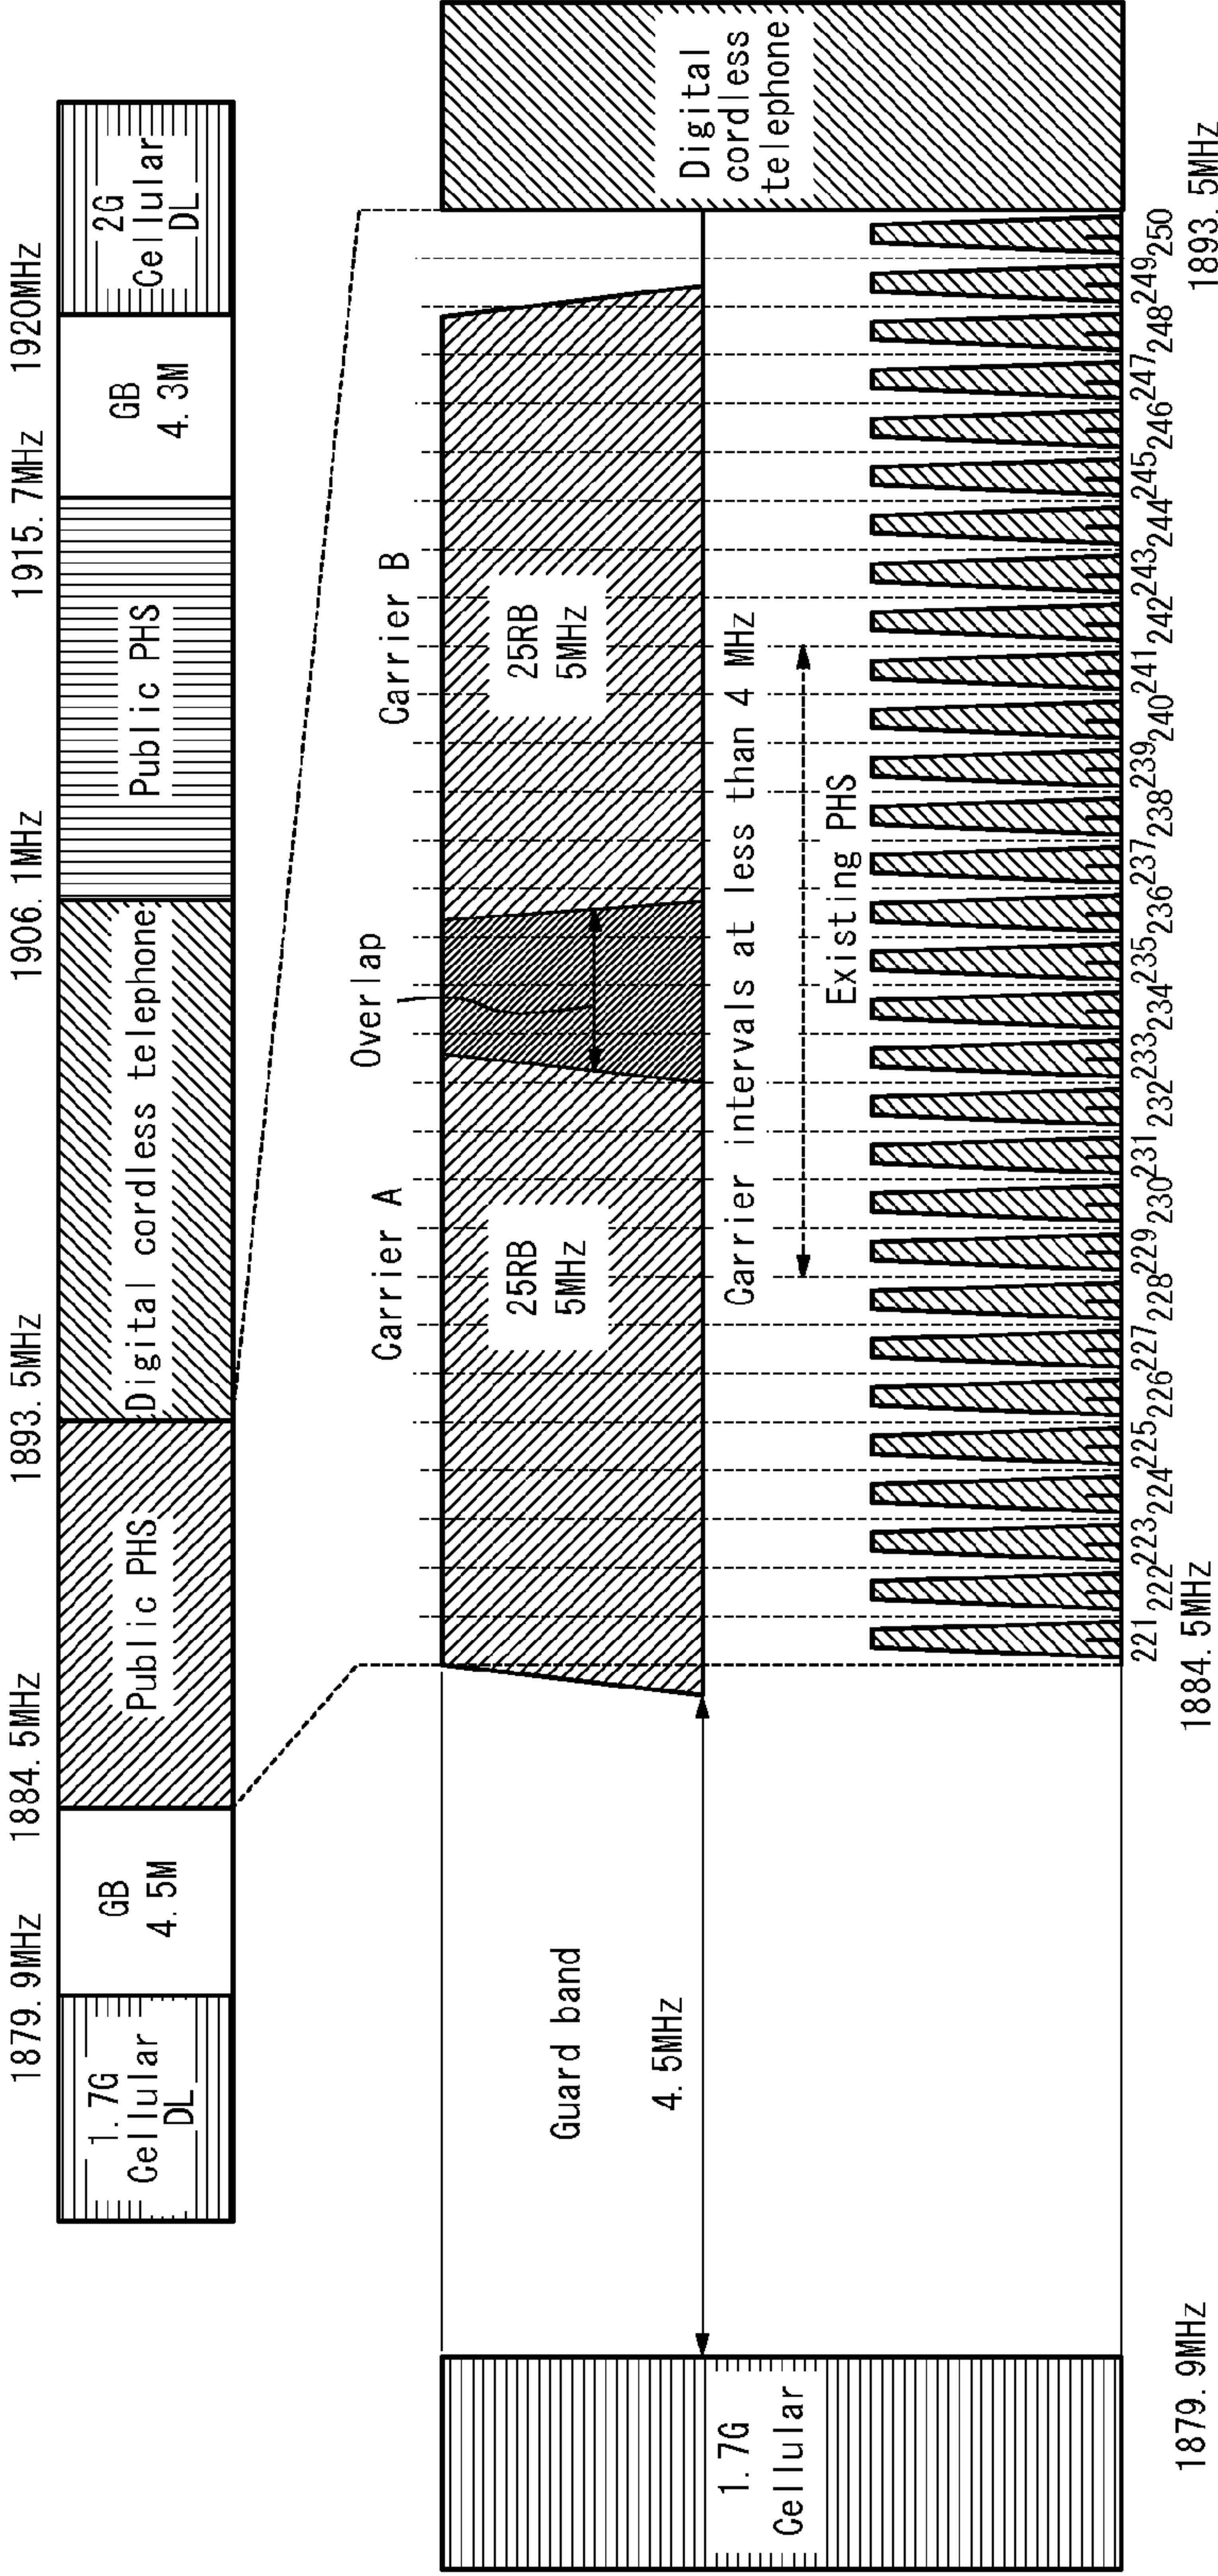 1879. 9MHz
1884. 5MHz
1893. 5MHz
1906. 1MHz
1915. 7MHz
1920MHz
1. 7G
Cellular
DL
GB
4. 5M
Public PHS
Digital cordless telephone
Public PHS
GB
4. 3M
2G
Cellular
DL
Carrier A
Overlap
Carrier B
25RB
5MHz
25RB
5MHz
Guard band
4. 5MHz
Carrier intervals at less than 4 MHz
Existing PHS
1. 7G
Cellular
Digital
cordless
telephone
221
222
223
224
225
226
227
228
229
230
231
232
233
234
235
236
237
238
239
240
241
242
243
244
245
246
247
248
249
250
1879. 9MHz
1884. 5MHz
1893. 5MHz